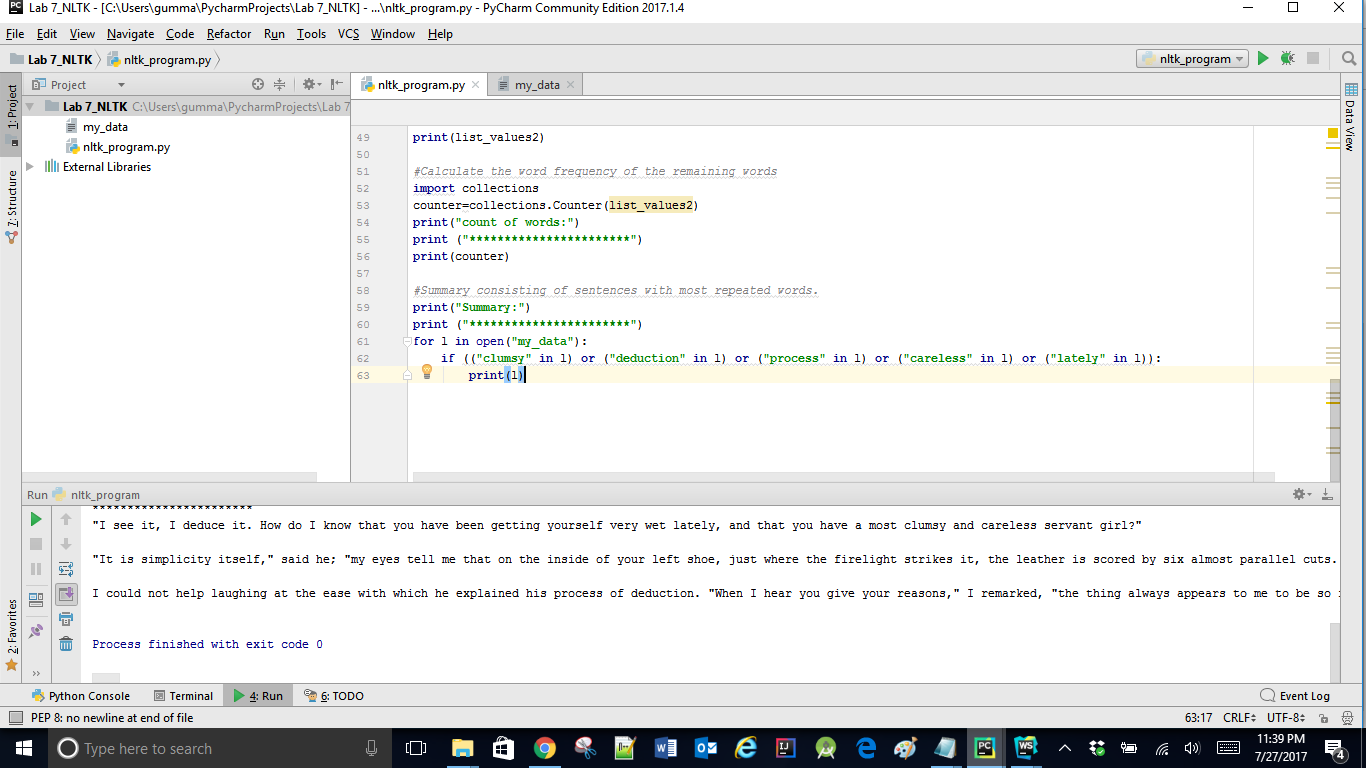 Lab 7_NLTK - [C:\Users\gumma\PycharmProjects\Lab 7_NLTK] - ...\nltk_program.py - PyCharm Community Edition 2017.1.4
File Edit View Navigate Code Refactor Run Tools VCS Window Help
Lab 7_NLTK nltk_program.py nltk_program
1: Project
7: Structure
2: Favorites
Project
Lab 7_NLTK C:\Users\gumma\PycharmProjects\Lab 7
my_data
nltk_program.py
External Libraries
nltk_program.py my_data
49 print(list_values2)
50
51 #Calculate the word frequency of the remaining words
52 import collections
53 counter=collections.Counter(list_values2)
54 print("count of words:")
55 print ("***********************")
56 print(counter)
57
58 #Summary consisting of sentences with most repeated words.
59 print("Summary:")
60 print ("***********************")
61 for l in open("my_data"):
62 if (("clumsy" in l) or ("deduction" in l) or ("process" in l) or ("careless" in l) or ("lately" in l)):
63 print(l)
Data View
Run nltk_program
***********************
"I see it, I deduce it. How do I know that you have been getting yourself very wet lately, and that you have a most clumsy and careless servant girl?"
"It is simplicity itself," said he; "my eyes tell me that on the inside of your left shoe, just where the firelight strikes it, the leather is scored by six almost parallel cuts.
I could not help laughing at the ease with which he explained his process of deduction. "When I hear you give your reasons," I remarked, "the thing always appears to me to be so
Process finished with exit code 0
Python Console Terminal 4: Run 6: TODO Event Log
PEP 8: no newline at end of file 63:17 CRLF UTF-8
Type here to search
11:39 PM
7/27/2017
4